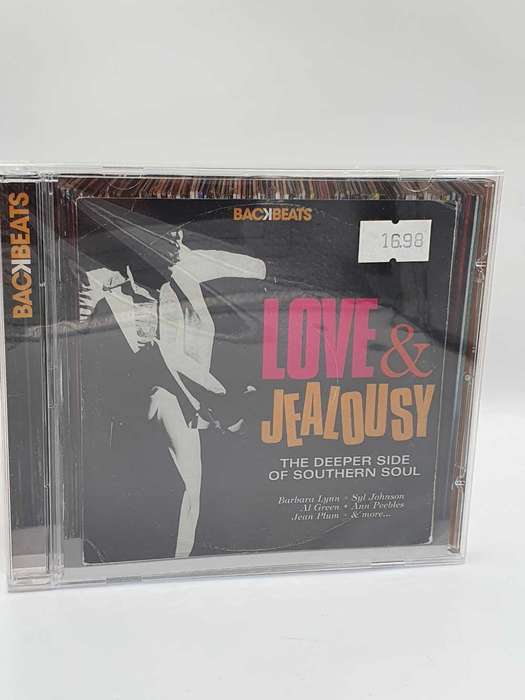 BACKBEATS
BACKBEATS
16.98
LOVE &
JEALOUSY
THE DEEPER SIDE
OF SOUTHERN SOUL
Barbara Lynn • Syl Johnson
Al Green • Ann Peebles
Jean Plum • & more...